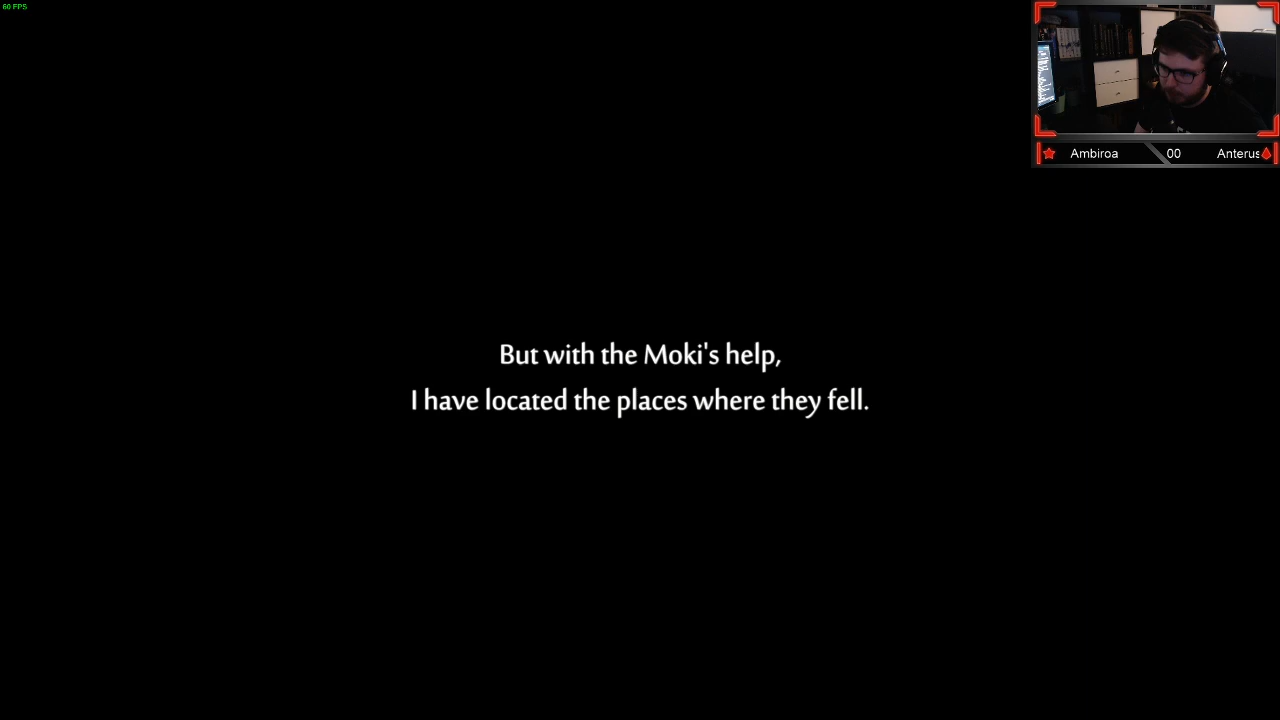 60 FPS
Ambiroa 00 Anterus
But with the Moki's help,
I have located the places where they fell.